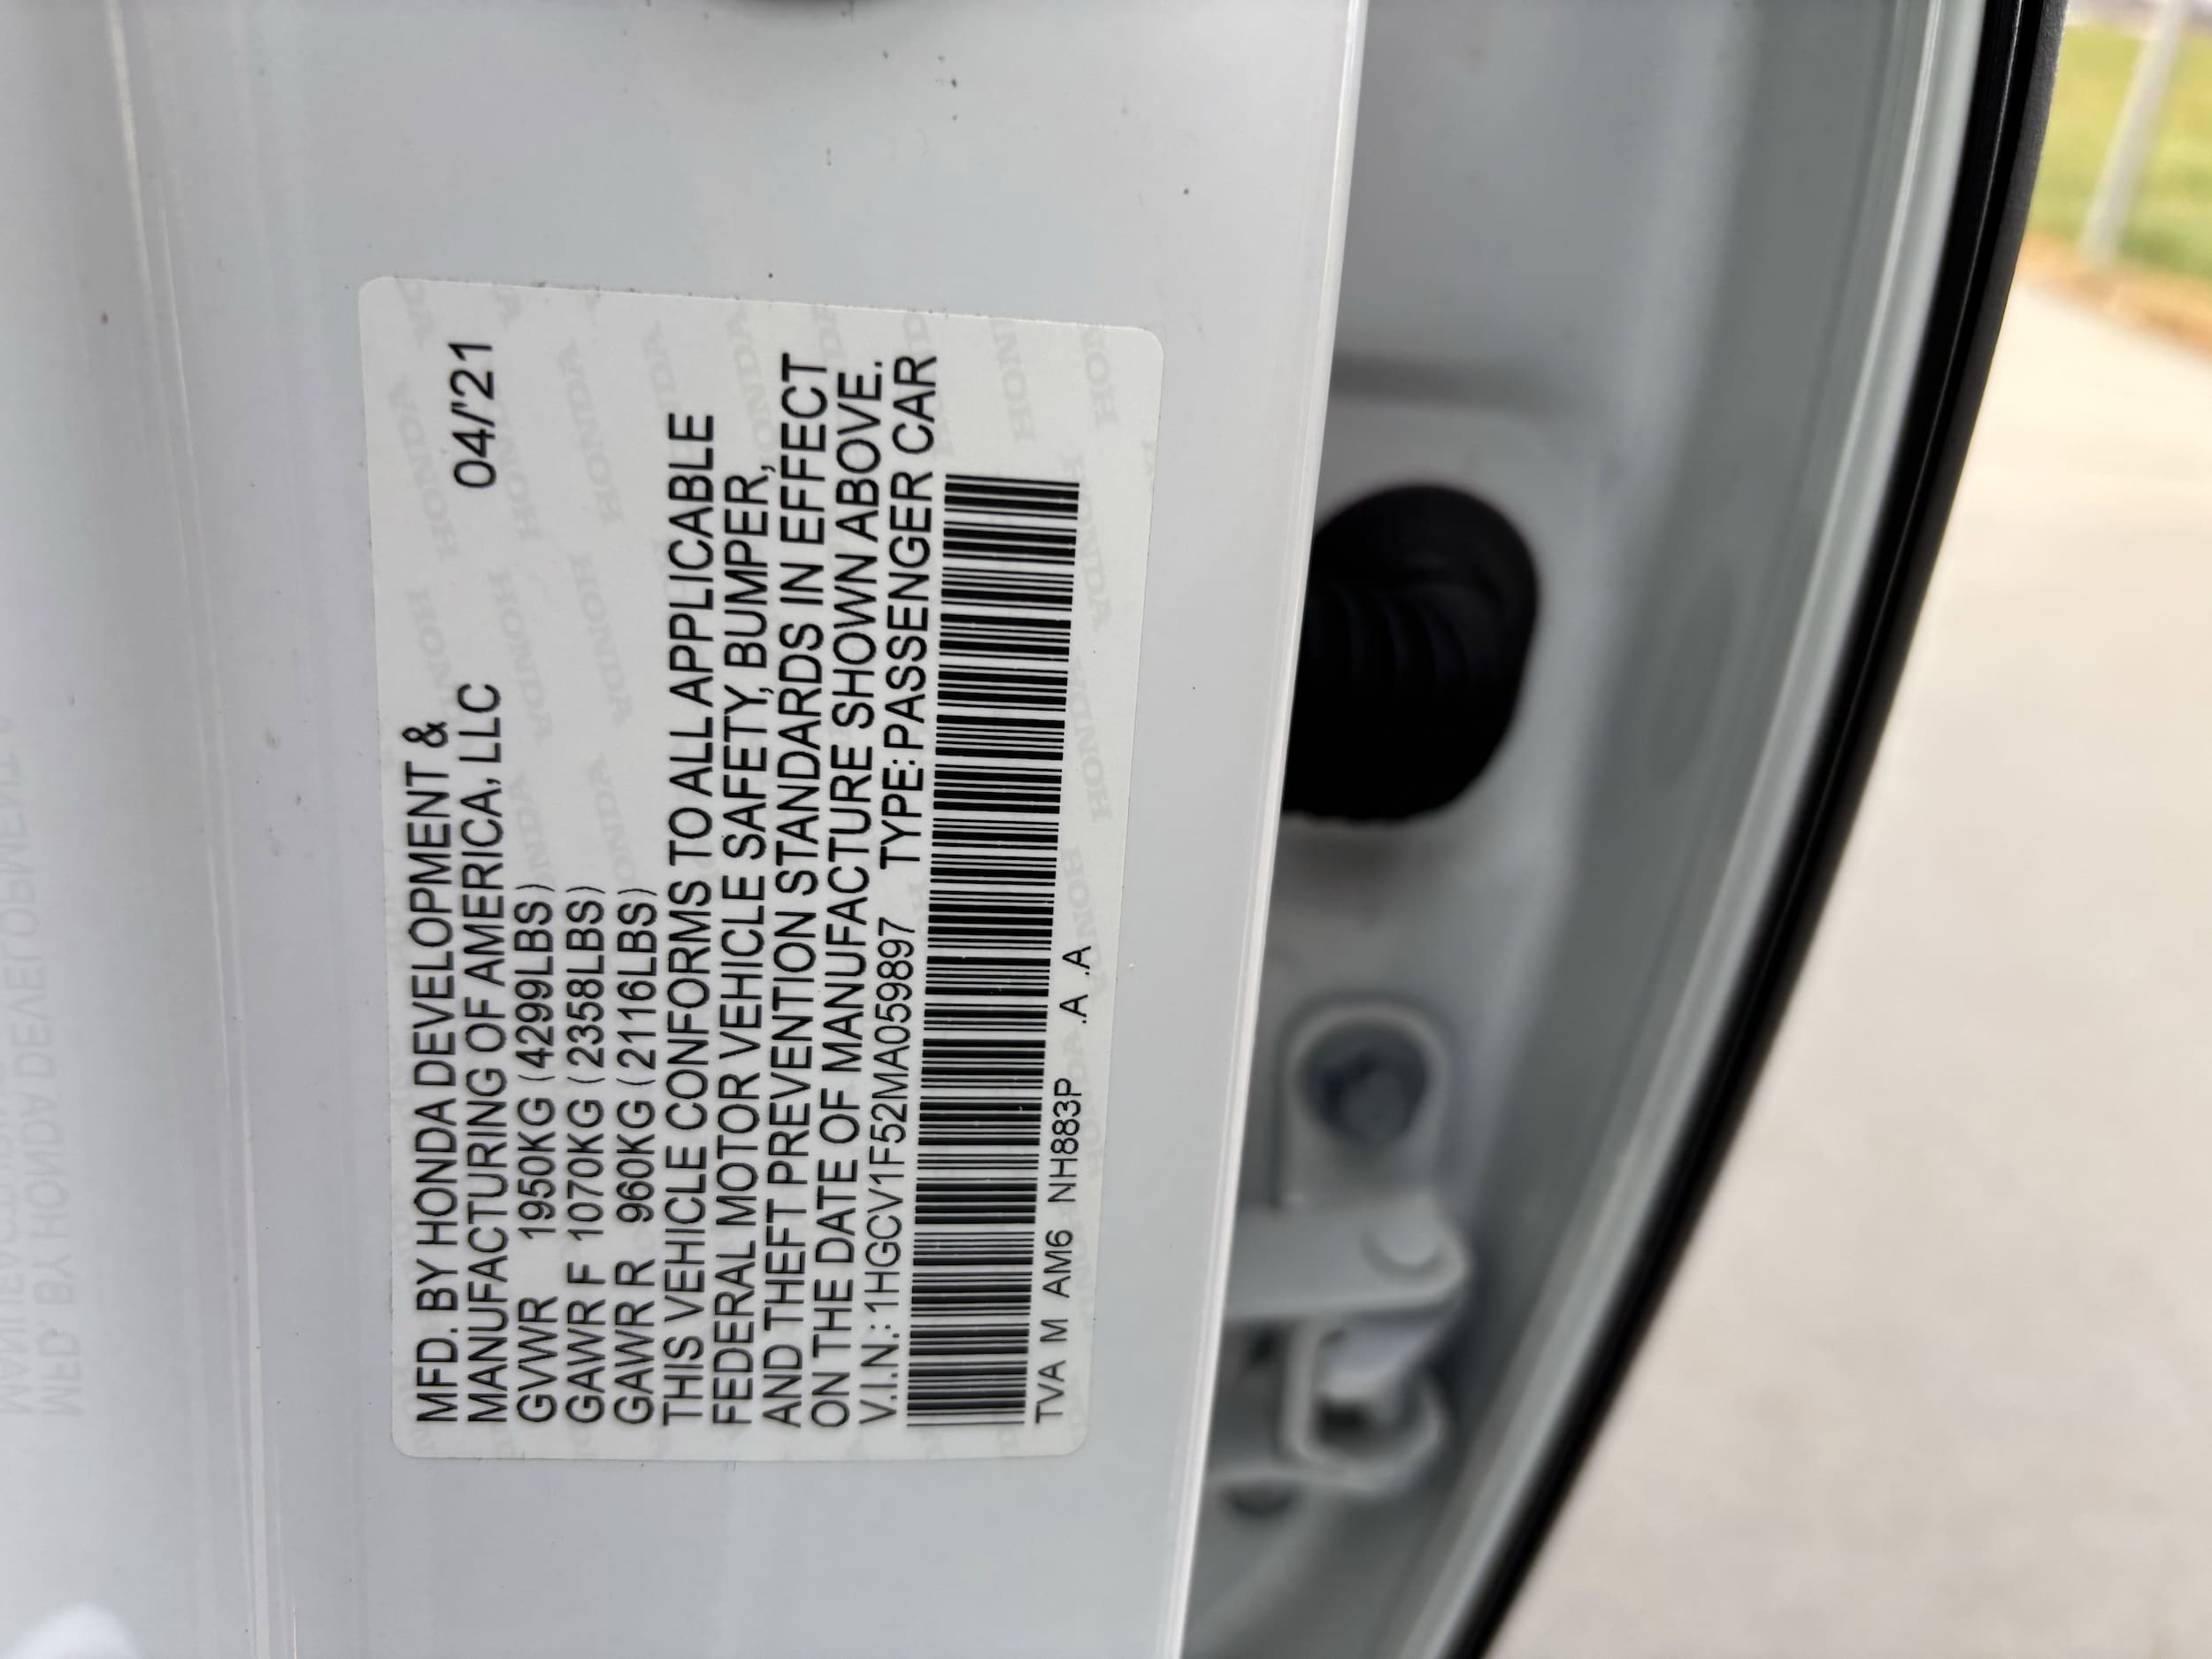 MFD. BY HONDA DEVELOPMENT &
MANUFACTURING OF AMERICA, LLC 04/'21
GVWR 1950KG (4299LBS)
GAWR F 1070KG (2358LBS)
GAWR R 960KG (2116LBS)
THIS VEHICLE CONFORMS TO ALL APPLICABLE
FEDERAL MOTOR VEHICLE SAFETY, BUMPER,
AND THEFT PREVENTION STANDARDS IN EFFECT
ON THE DATE OF MANUFACTURE SHOWN ABOVE.
V.I.N.: 1HGCV1F52MA059897 TYPE: PASSENGER CAR
TVA M AM6 NH883P .A .A